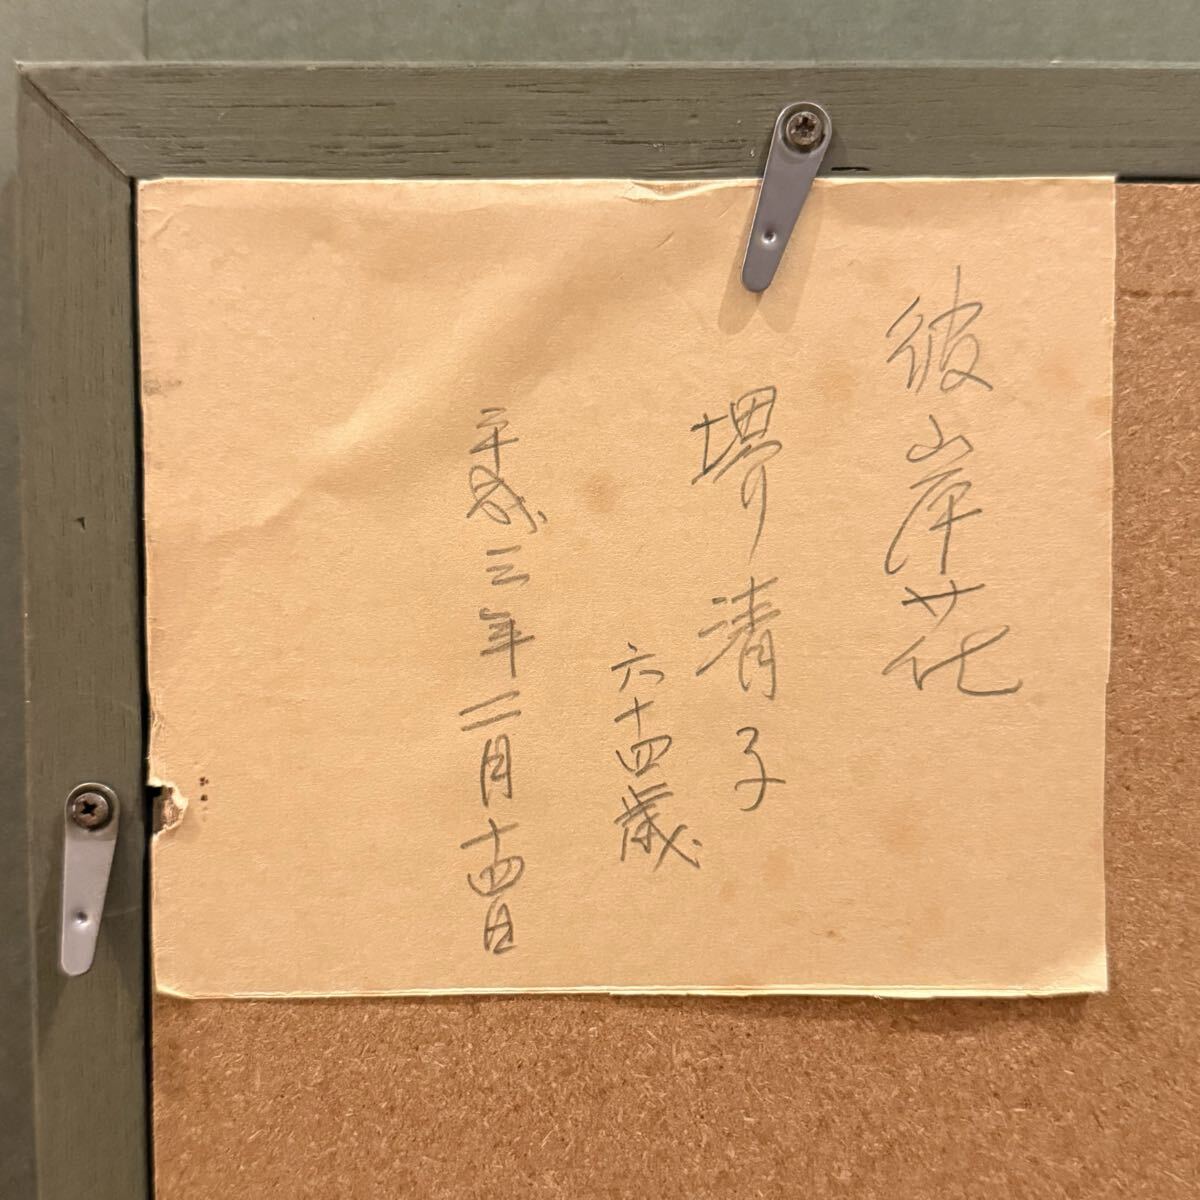 彼岸花
堺清子
六十四歳
平成三年二月十四日